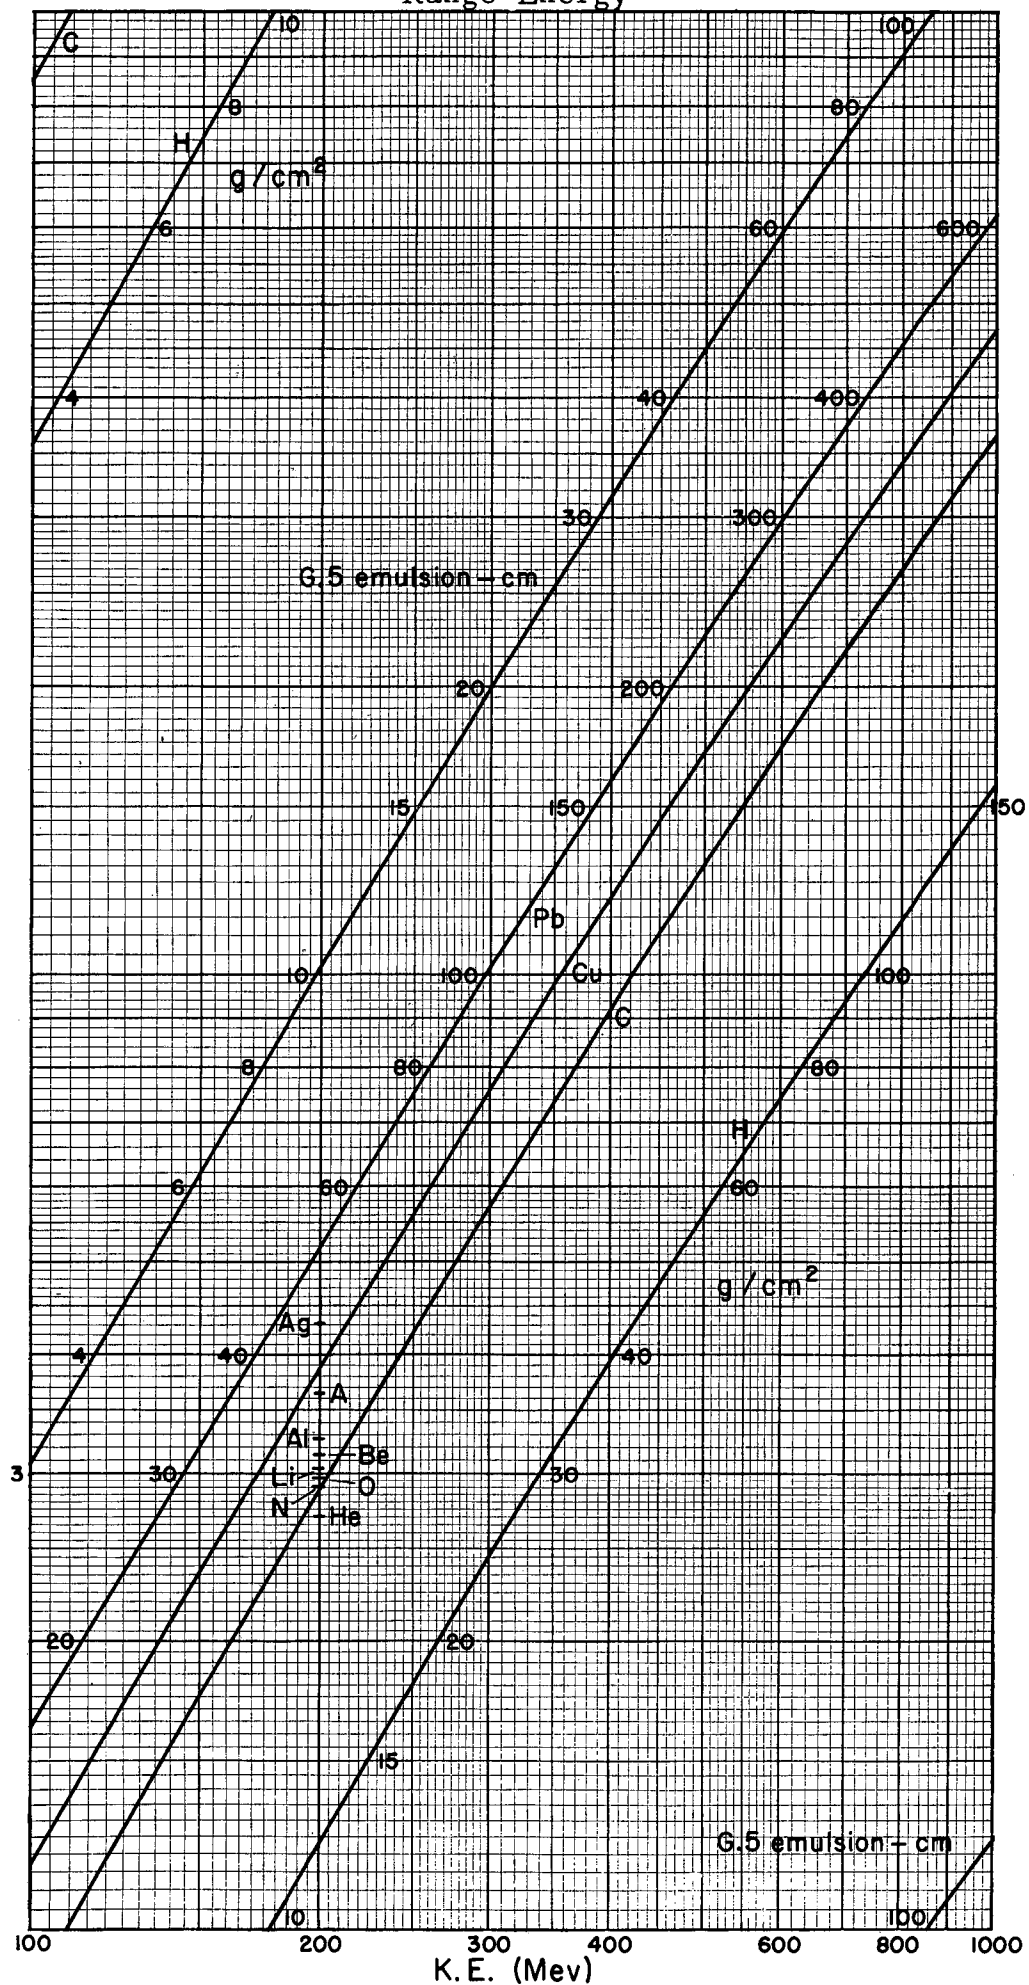 Range Energy
C
10
100
8
80
H
g/cm²
6
60
600
4
40
400
30
300
G.5 emulsion – cm
20
200
15
150
150
Pb
10
100
Cu
100
C
8
80
80
H
6
60
60
g/cm²
Ag
4
40
40
A
Al
Be
3
30
Li
O
30
N
He
20
20
15
G.5 emulsion – cm
10
100
100 200 300 400 600 800 1000
K.E. (Mev)